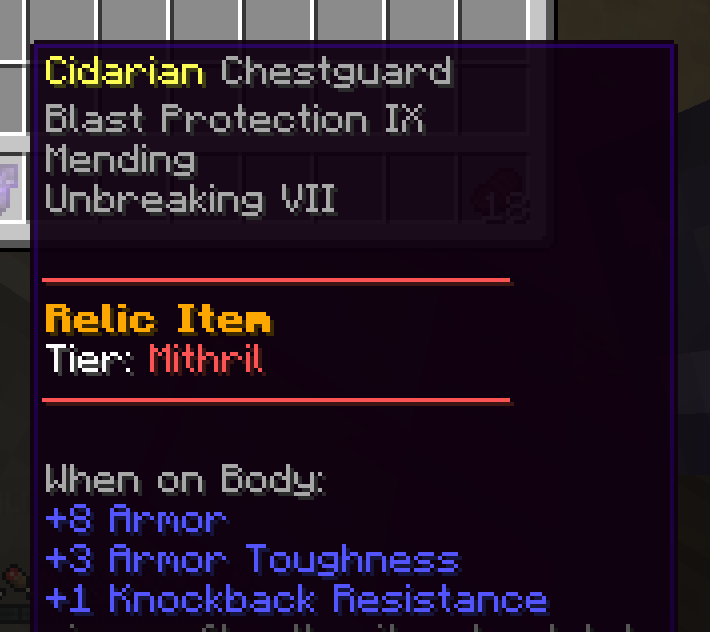 Cidarian Chestguard
Blast Protection IX
Mending
Unbreaking VII
Relic Item
Tier: Mithril
When on Body:
+8 Armor
+3 Armor Toughness
+1 Knockback Resistance
18